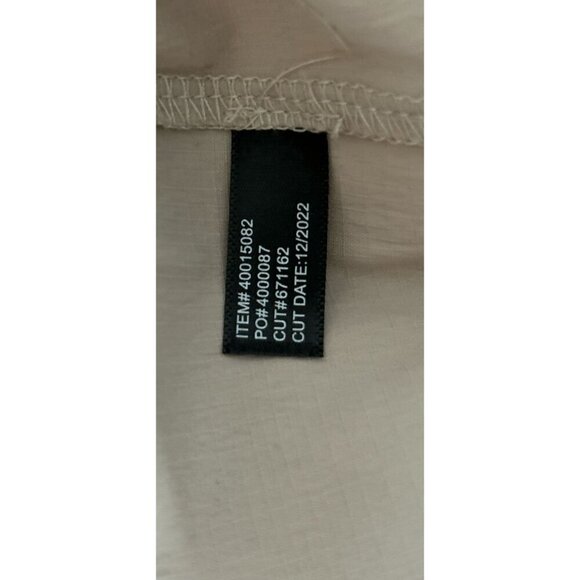 ITEM# 40015082
PO#4000087
CUT#671162
CUT DATE:12/2022